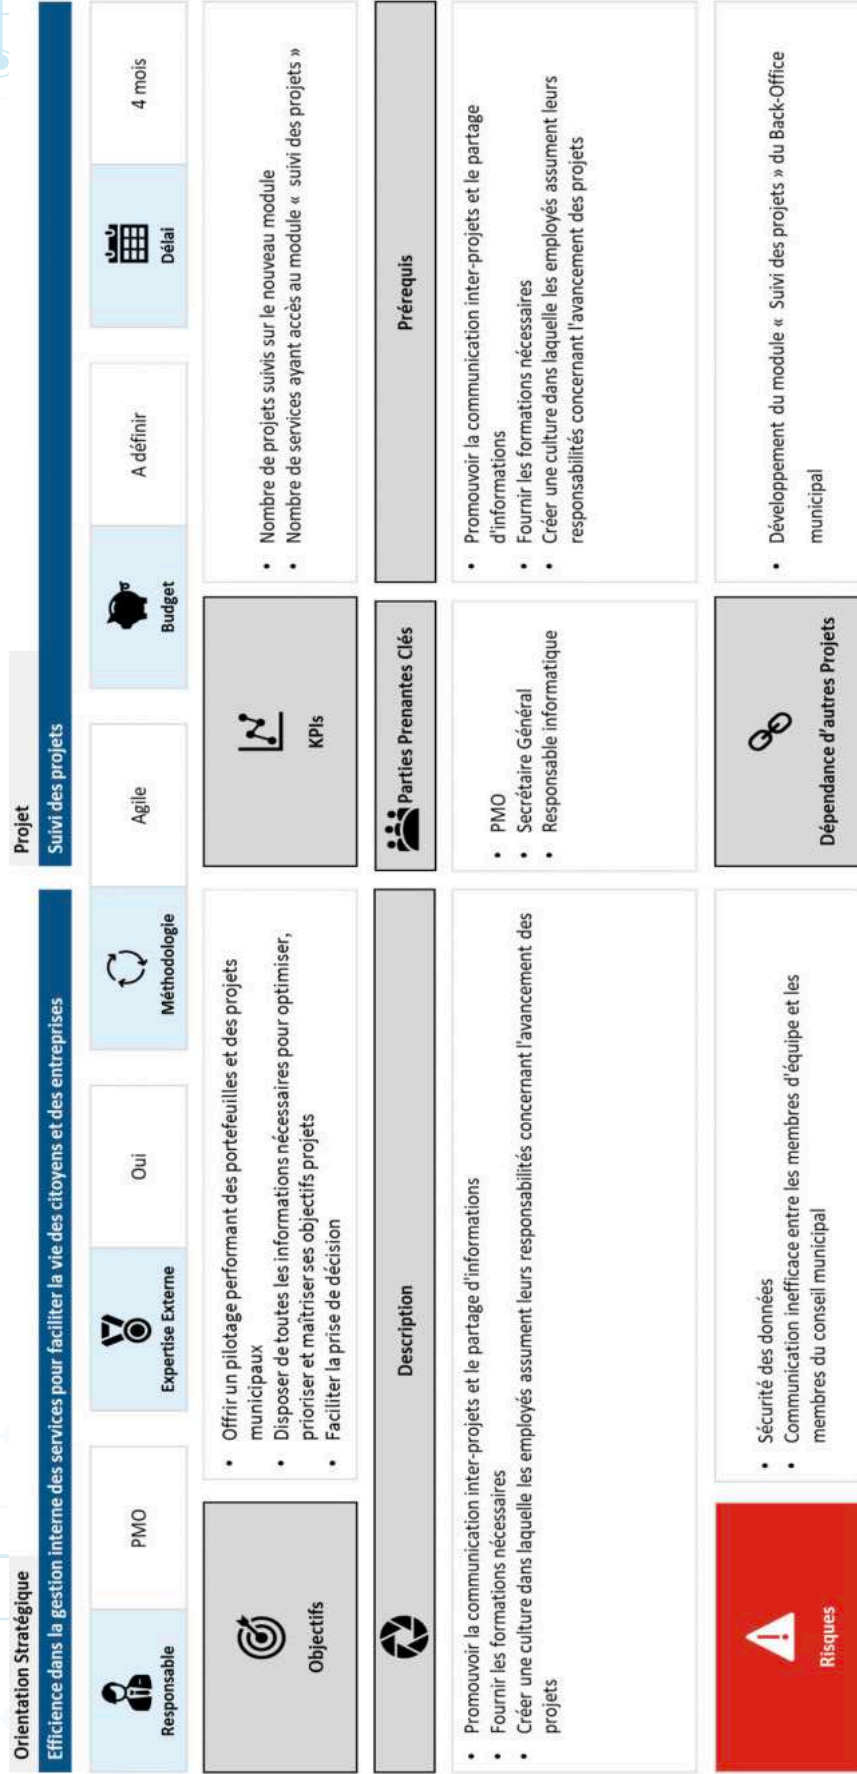 Orientation Stratégique
Projet
Efficience dans la gestion interne des services pour faciliter la vie des citoyens et des entreprises
Suivi des projets
Responsable
PMO
Expertise Externe
Oui
Méthodologie
Agile
Budget
A définir
Délai
4 mois
Objectifs
• Offrir un pilotage performant des portefeuilles et des projets
municipaux
• Disposer de toutes les informations nécessaires pour optimiser,
prioriser et maîtriser ses objectifs projets
• Faciliter la prise de décision
KPIs
• Nombre de projets suivis sur le nouveau module
• Nombre de services ayant accès au module « suivi des projets »
Description
• Promouvoir la communication inter-projets et le partage d'informations
• Fournir les formations nécessaires
• Créer une culture dans laquelle les employés assument leurs responsabilités concernant l'avancement des
projets
Parties Prenantes Clés
• PMO
• Secrétaire Général
• Responsable informatique
Prérequis
• Promouvoir la communication inter-projets et le partage
d'informations
• Fournir les formations nécessaires
• Créer une culture dans laquelle les employés assument leurs
responsabilités concernant l'avancement des projets
Risques
• Sécurité des données
• Communication inefficace entre les membres d'équipe et les
membres du conseil municipal
Dépendance d'autres Projets
• Développement du module « Suivi des projets » du Back-Office
municipal